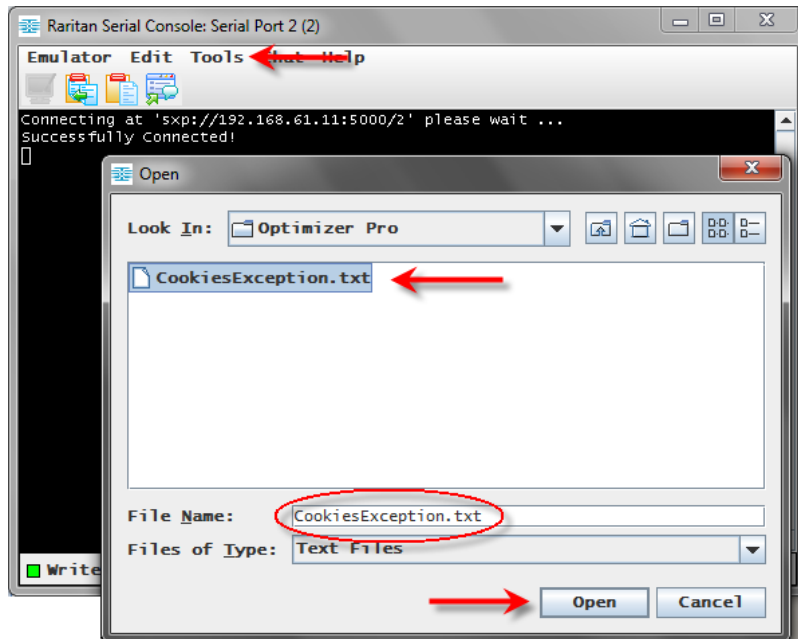 Raritan Serial Console: Serial Port 2 (2)
Emulator Edit Tools Chat Help
Connecting at 'sxp://192.168.61.11:5000/2' please wait ...
Successfully Connected!
Open
Look In: Optimizer Pro
CookiesException.txt
File Name: CookiesException.txt
Files of Type: Text Files
Write
Open Cancel